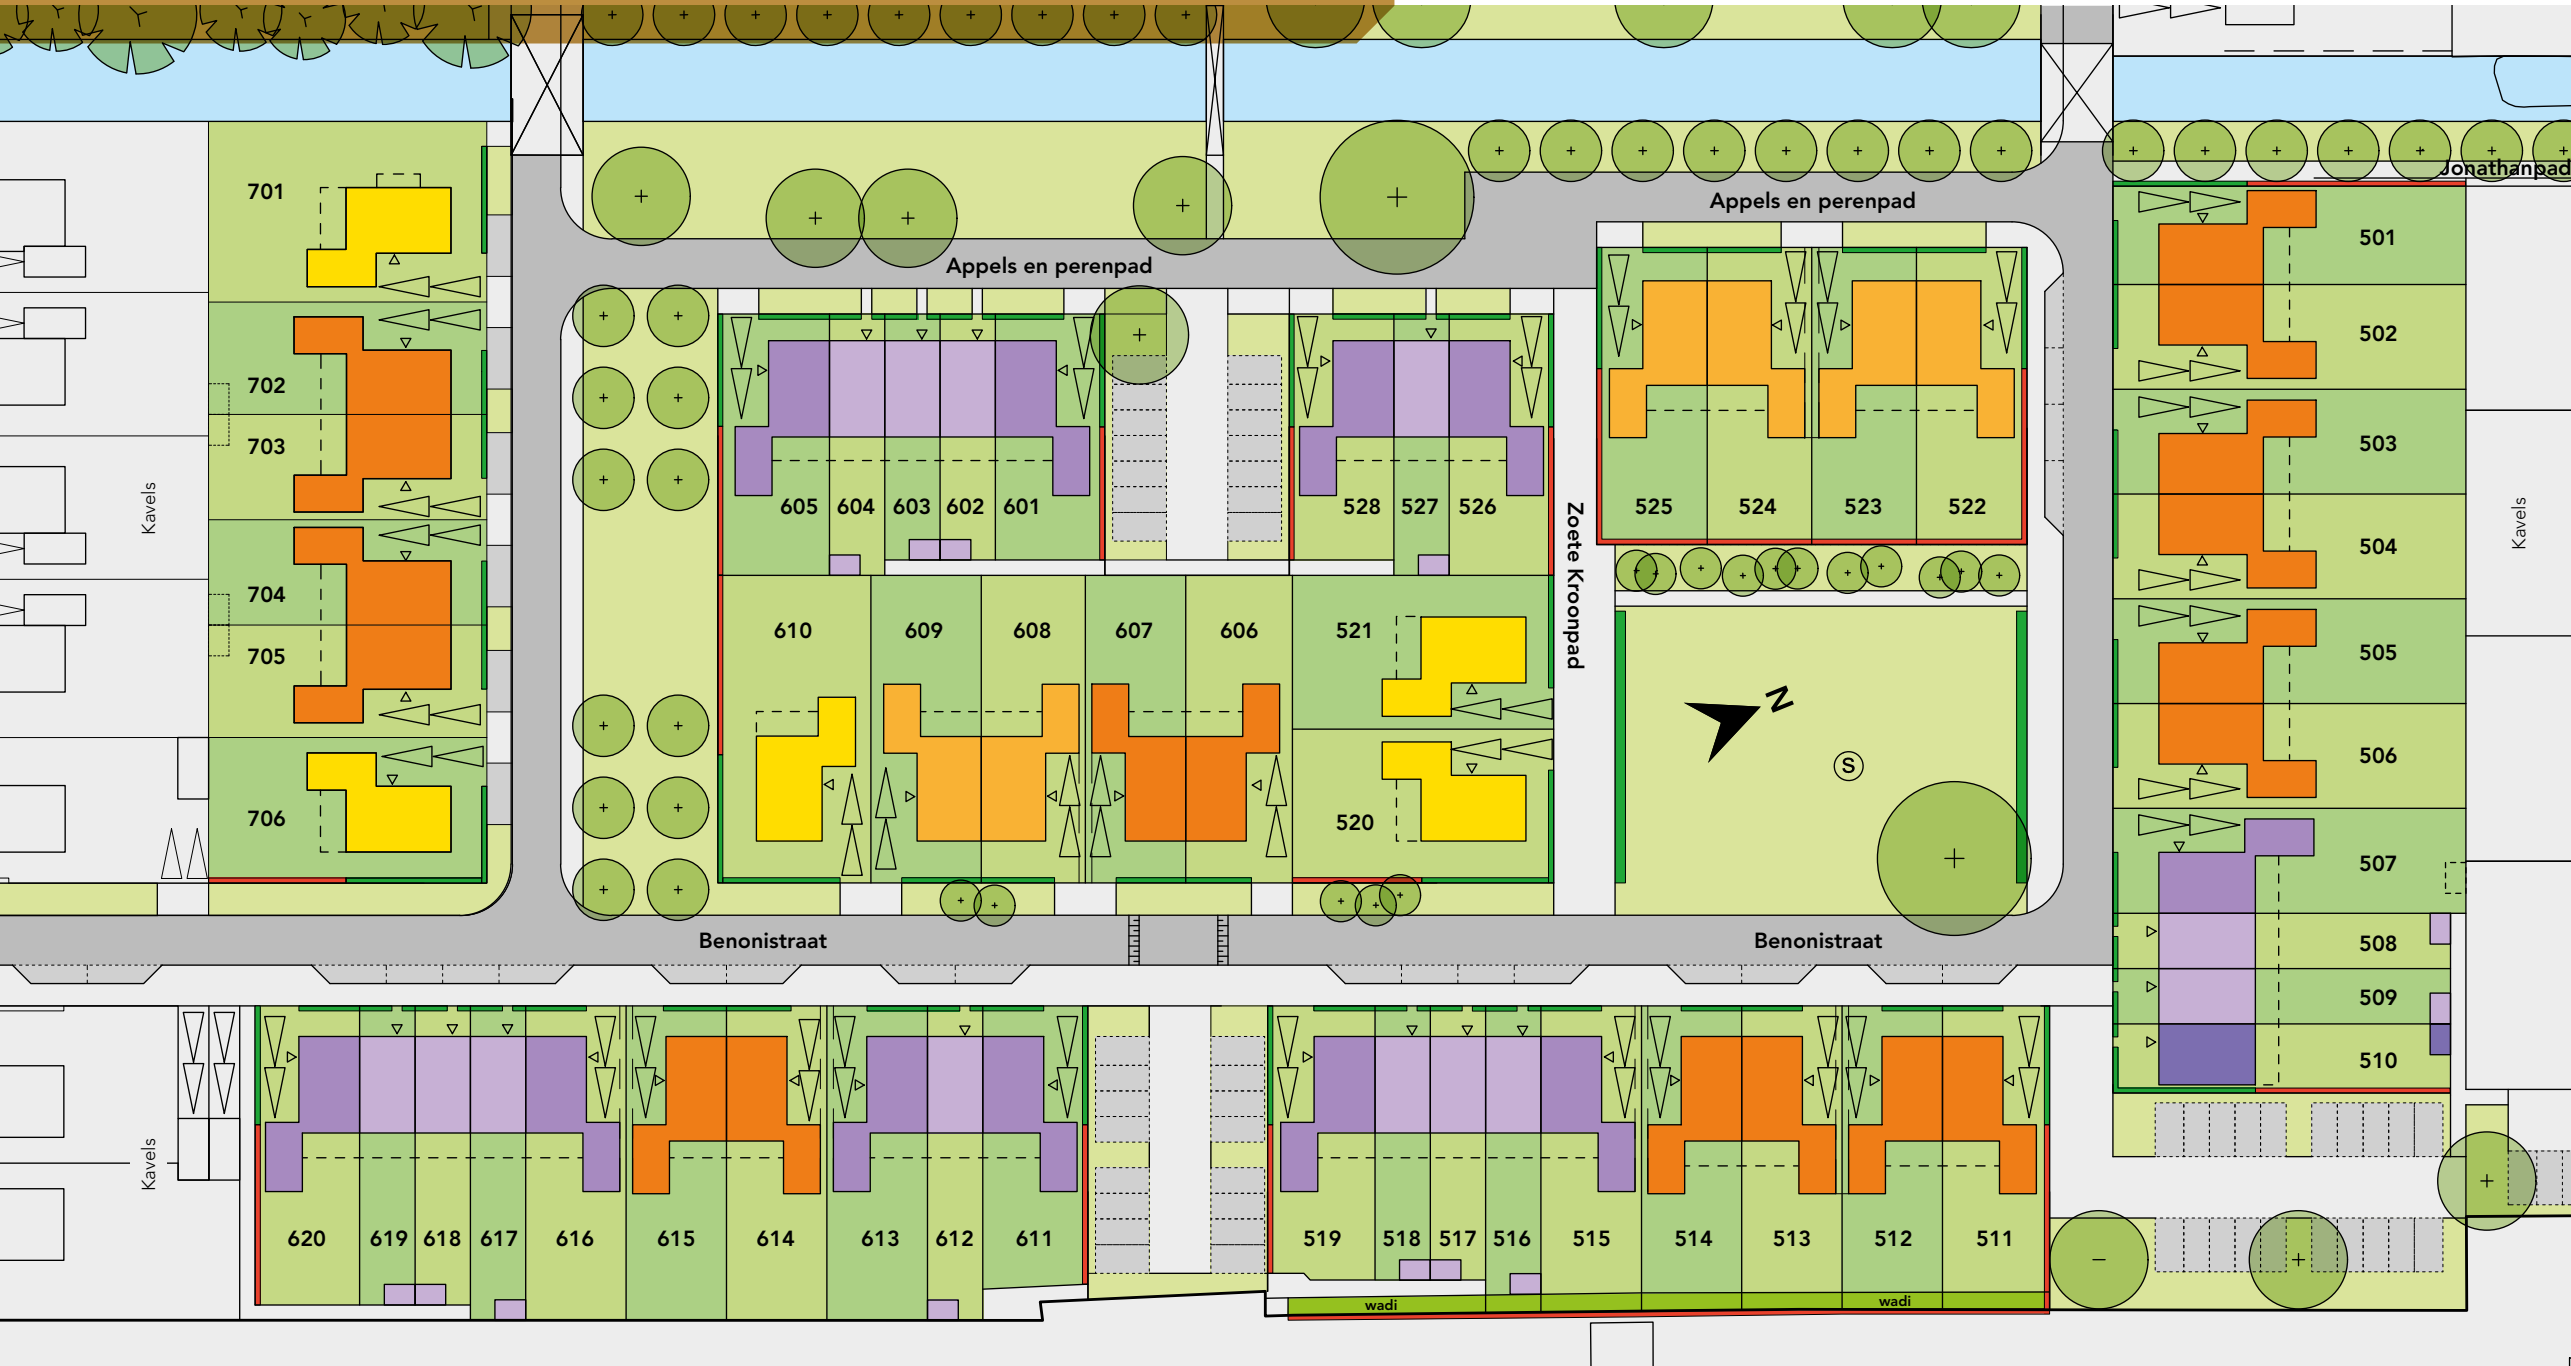 Jonathanpad
701
Appels en perenpad
501
Appels en perenpad
502
702
703
503
Kavels
605 604 603 602 601
528 527 526
525 524 523 522
Kavels
504
Zoete Kroonpad
704
705
610 609 608 607 606 521
505
N
S
506
706
520
507
Benonistraat
Benonistraat
508
509
510
Kavels
620 619 618 617 616 615 614 613 612 611
519 518 517 516 515 514 513 512 511
wadi
wadi